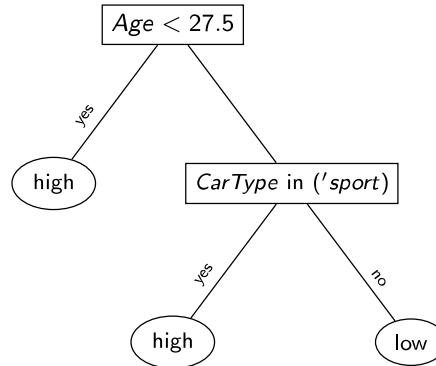 Age < 27.5
yes
high
CarType in ('sport)
yes
no
high
low